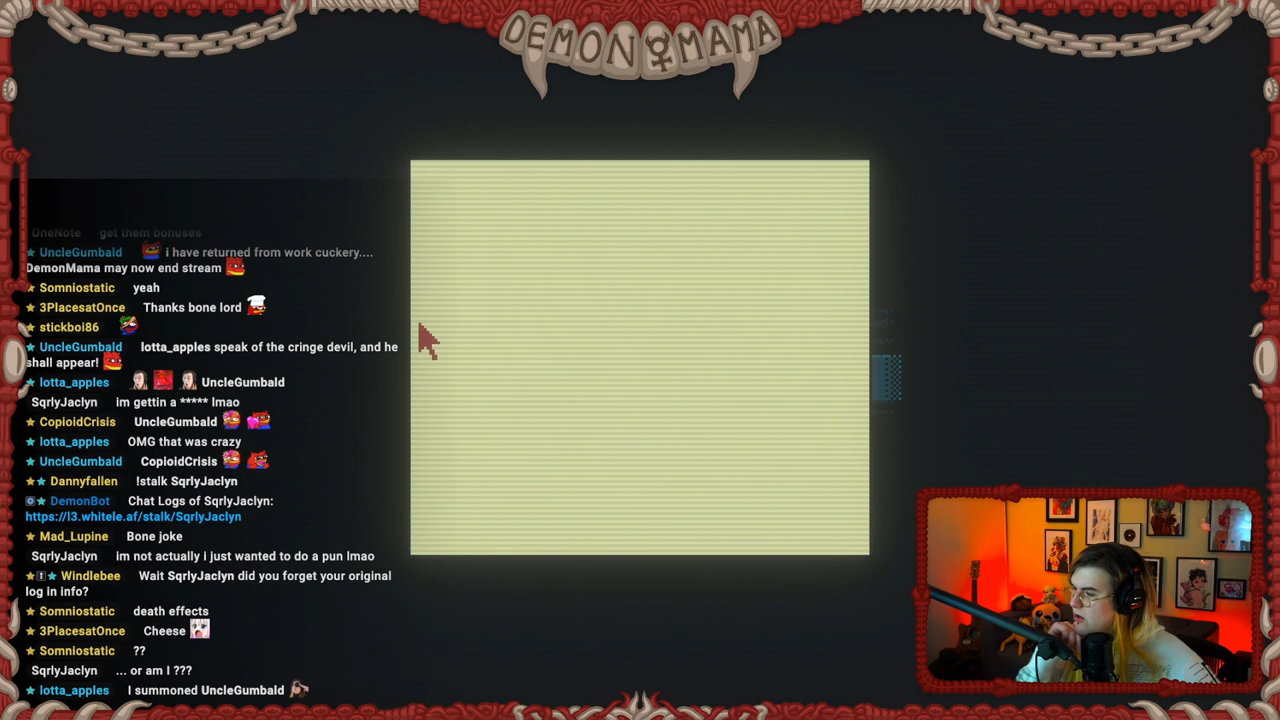 DEMON MAMA
OneNote get them bonuses
UncleGumbald i have returned from work cuckery....
DemonMama may now end stream
Somniostatic yeah
3PlacesatOnce Thanks bone lord
stickboi86
UncleGumbald lotta_apples speak of the cringe devil, and he
shall appear!
lotta_apples UncleGumbald
SqrlyJaclyn im gettin a ***** lmao
CopioidCrisis UncleGumbald
lotta_apples OMG that was crazy
UncleGumbald CopioidCrisis
Dannyfallen !stalk SqrlyJaclyn
DemonBot Chat Logs of SqrlyJaclyn:
https://l3.whitele.af/stalk/SqrlyJaclyn
Mad_Lupine Bone joke
SqrlyJaclyn im not actually i just wanted to do a pun lmao
Windlebee Wait SqrlyJaclyn did you forget your original
log in info?
Somniostatic death effects
3PlacesatOnce Cheese
Somniostatic ??
SqrlyJaclyn ... or am I ???
lotta_apples I summoned UncleGumbald